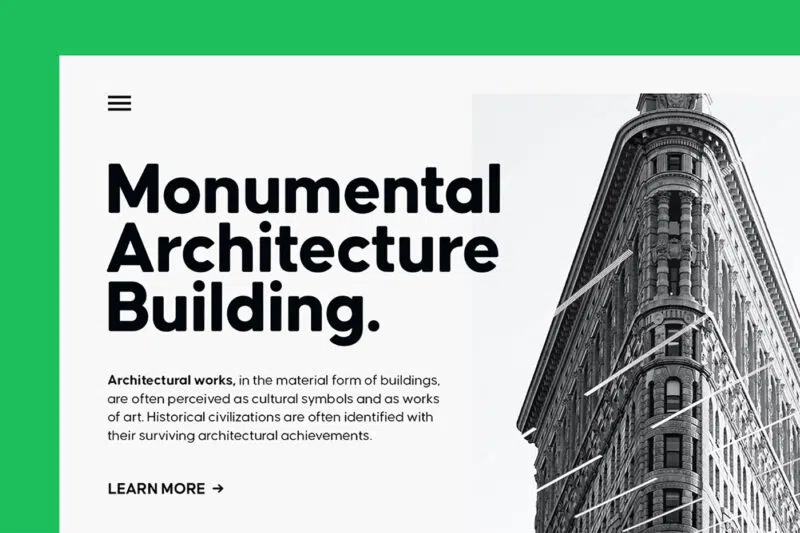 Monumental
Architecture
Building.
Architectural works, in the material form of buildings,
are often perceived as cultural symbols and as works
of art. Historical civilizations are often identified with
their surviving architectural achievements.
LEARN MORE →